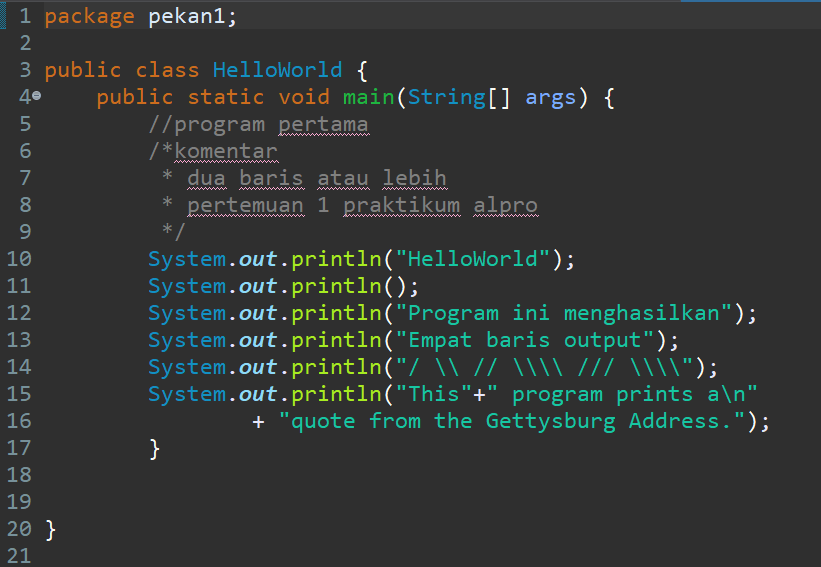 1 package pekan1;
2
3 public class HelloWorld {
4 public static void main(String[] args) {
5 //program pertama
6 /*komentar
7 * dua baris atau lebih
8 * pertemuan 1 praktikum alpro
9 */
10 System.out.println("HelloWorld");
11 System.out.println();
12 System.out.println("Program ini menghasilkan");
13 System.out.println("Empat baris output");
14 System.out.println("/ \\ // \\\\ /// \\\\");
15 System.out.println("This"+" program prints a\n"
16 + "quote from the Gettysburg Address.");
17 }
18
19
20 }
21